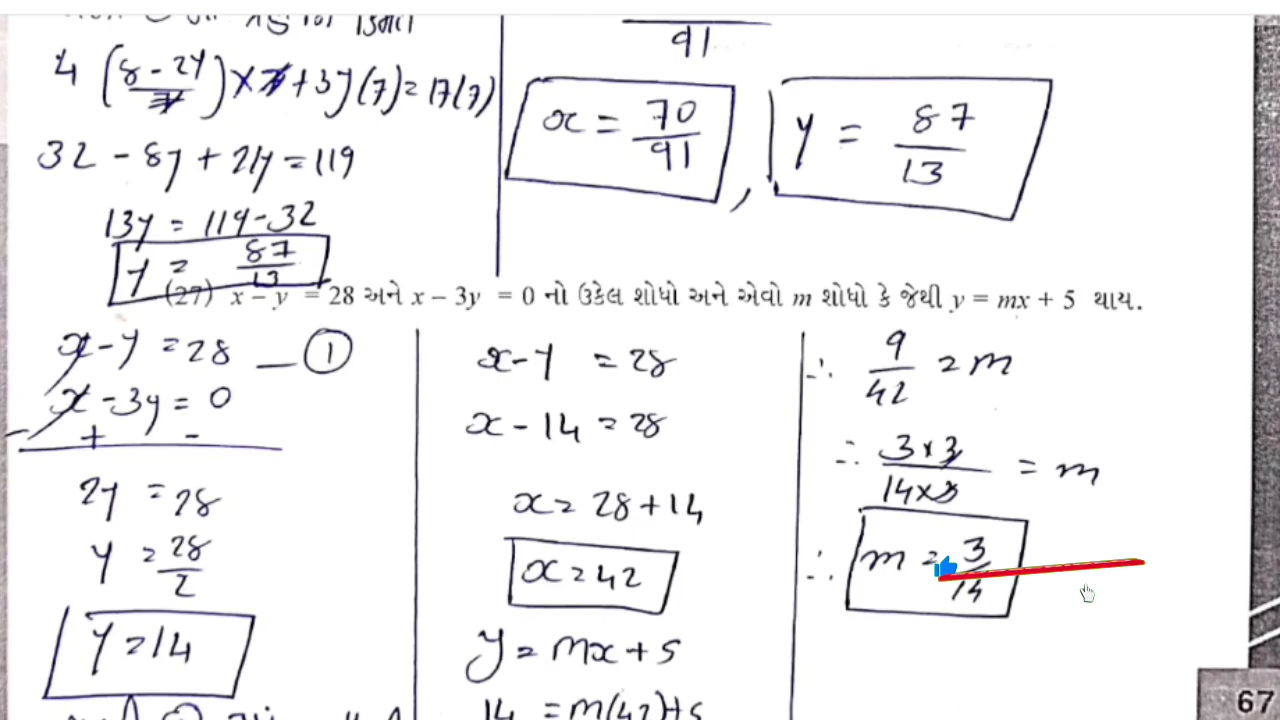 4 (8 - 2y / 7) × 7 + 3y(7) = 17(7)
32 - 8y + 21y = 119
13y = 119 - 32
y = 87/13
91
x = 70/91 , y = 87/13
(27) x – y = 28 અને x – 3y = 0 નો ઉકેલ શોધો અને એવો m શોધો કે જેથી y = mx + 5 થાય.
x - y = 28 — ①
x - 3y = 0
- + -
2y = 28
y = 28/2
y = 14
x - y = 28
x - 14 = 28
x = 28 + 14
x = 42
y = mx + 5
14 = m(42) + 5
∴ 9/42 = m
∴ 3 × 3 / 14 × 3 = m
∴ m = 3/14
67